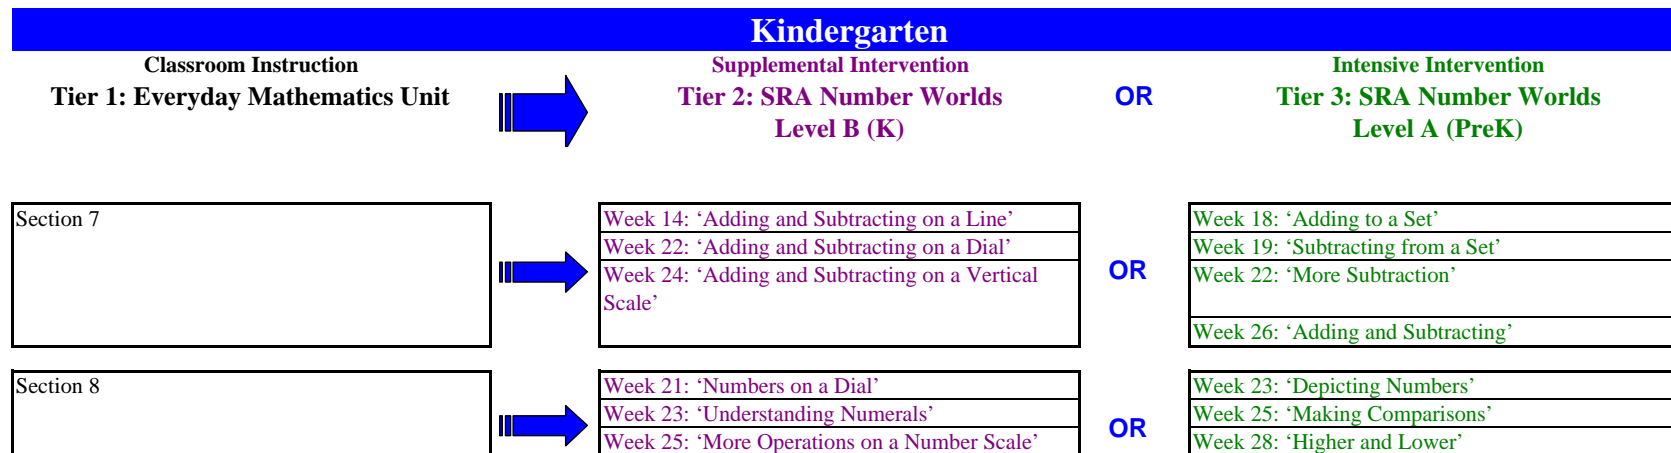 Kindergarten
Classroom Instruction
Tier 1: Everyday Mathematics Unit
Supplemental Intervention
Tier 2: SRA Number Worlds
Level B (K)
OR
Intensive Intervention
Tier 3: SRA Number Worlds
Level A (PreK)
Section 7
Week 14: ‘Adding and Subtracting on a Line’
Week 22: ‘Adding and Subtracting on a Dial’
Week 24: ‘Adding and Subtracting on a Vertical
Scale’
OR
Week 18: ‘Adding to a Set’
Week 19: ‘Subtracting from a Set’
Week 22: ‘More Subtraction’
Week 26: ‘Adding and Subtracting’
Section 8
Week 21: ‘Numbers on a Dial’
Week 23: ‘Understanding Numerals’
Week 25: ‘More Operations on a Number Scale’
OR
Week 23: ‘Depicting Numbers’
Week 25: ‘Making Comparisons’
Week 28: ‘Higher and Lower’